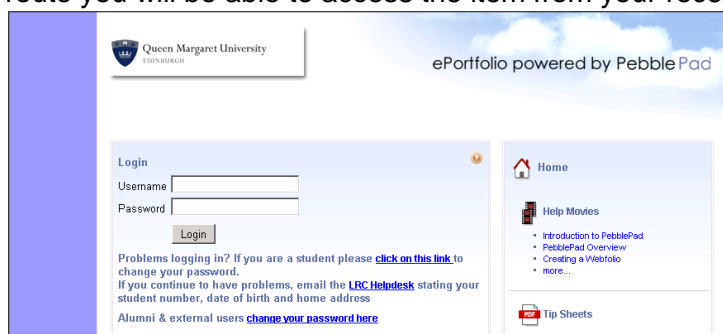 route you will be able to access the item from your rece
Queen Margaret University
EDINBURGH
ePortfolio powered by PebblePad
Login
Username
Password
Login
Problems logging in? If you are a student please click on this link to
change your password.
If you continue to have problems, email the LRC Helpdesk stating your
student number, date of birth and home address
Alumni & external users change your password here
Home
Help Movies
Introduction to PebblePad
PebblePad Overview
Creating a Webfolio
more...
PDF Tip Sheets